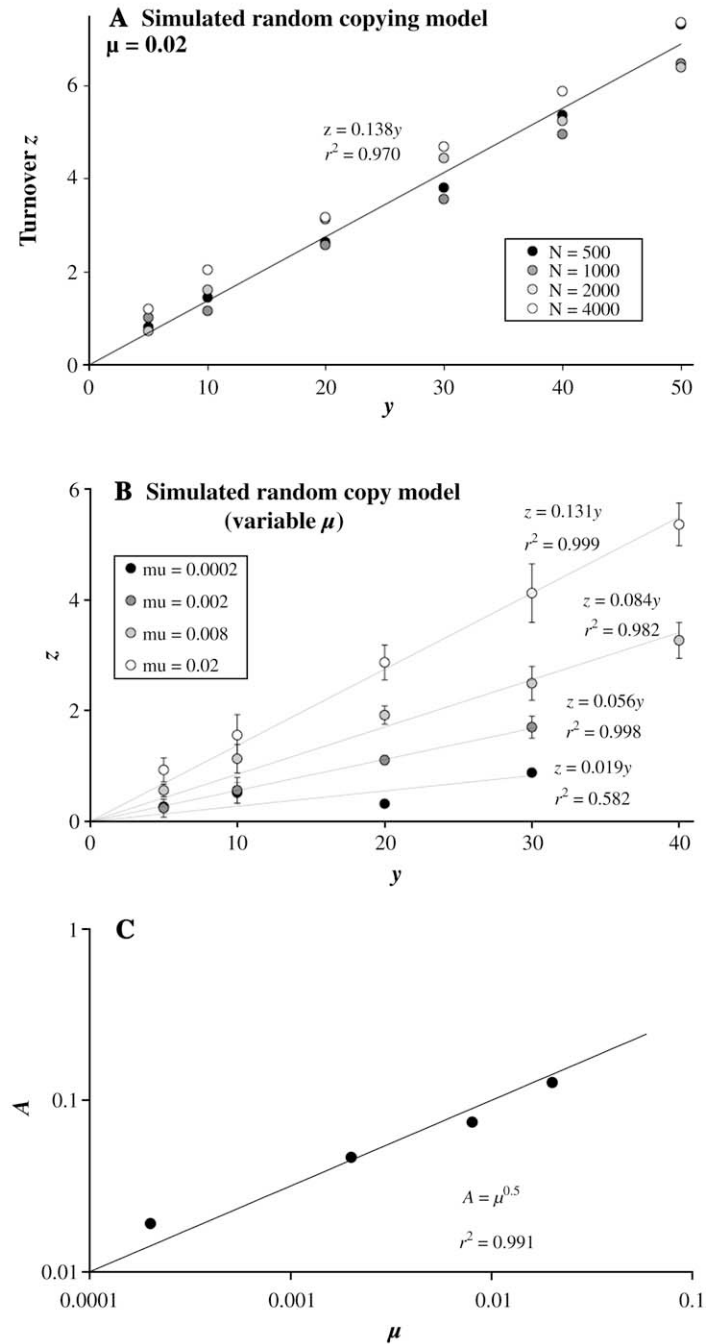 A Simulated random copying model
μ = 0.02
6
z = 0.138y
r² = 0.970
4
Turnover z
2
N = 500
N = 1000
N = 2000
N = 4000
0
0 10 20 30 40 50
y
6
B Simulated random copy model
(variable μ)
z = 0.131y
r² = 0.999
mu = 0.0002
mu = 0.002
mu = 0.008
mu = 0.02
4
z = 0.084y
r² = 0.982
z
2
z = 0.056y
r² = 0.998
z = 0.019y
r² = 0.582
0
0 10 20 30 40
y
1
C
A
0.1
A = μ^0.5
r² = 0.991
0.01
0.0001 0.001 0.01 0.1
μ